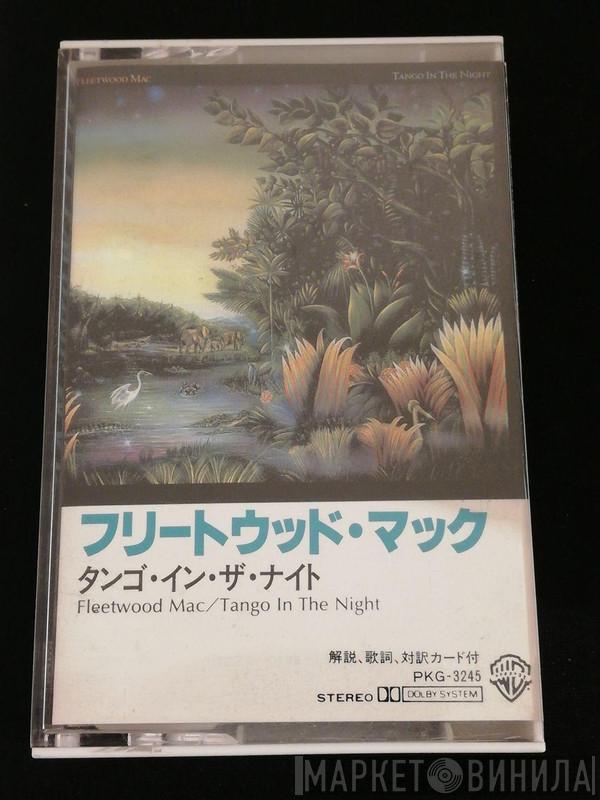 FLEETWOOD MAC
TANGO IN THE NIGHT
フリートウッド・マック
タンゴ・イン・ザ・ナイト
Fleetwood Mac/Tango In The Night
解説、歌詞、対訳カード付
PKG-3245
STEREO DOLBY SYSTEM
МАРКЕТ ВИНИЛА